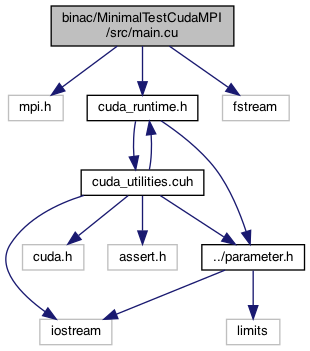 binac/MinimalTestCudaMPI
/src/main.cu
mpi.h
cuda_runtime.h
fstream
cuda_utilities.cuh
cuda.h
assert.h
../parameter.h
iostream
limits